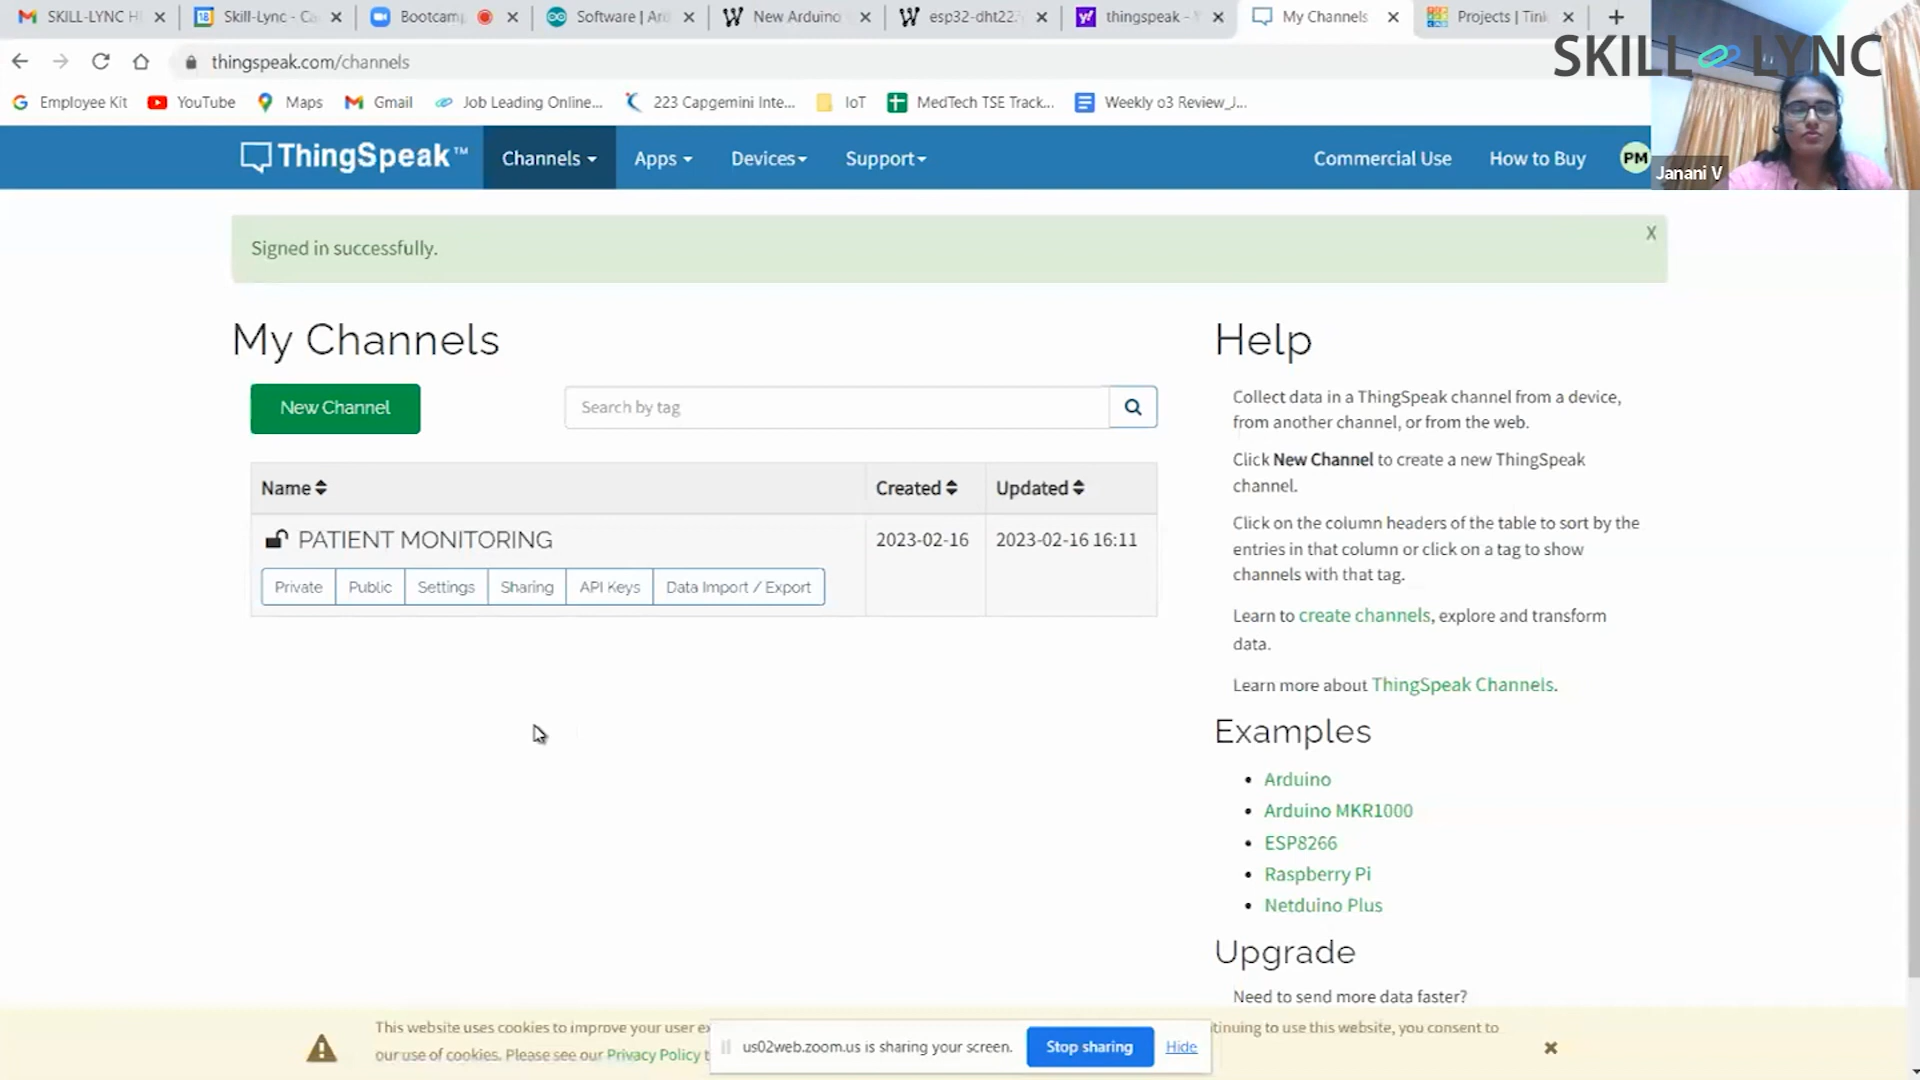 SKILL-LYNC H
Skill-Lync - Ca
Bootcamp
Software | Ard
New Arduino
esp32-dht22.
thingspeak -
My Channels
Projects | Tink
thingspeak.com/channels
SKILL LYNC
Employee Kit
YouTube
Maps
Gmail
Job Leading Online...
223 Capgemini Inte...
IoT
MedTech TSE Track...
Weekly o3 Review_J...
ThingSpeak™
Channels
Apps
Devices
Support
Commercial Use
How to Buy
PM
Janani V
Signed in successfully.
X
My Channels
New Channel
Search by tag
Name
Created
Updated
PATIENT MONITORING
2023-02-16
2023-02-16 16:11
Private
Public
Settings
Sharing
API Keys
Data Import / Export
Help
Collect data in a ThingSpeak channel from a device,
from another channel, or from the web.
Click New Channel to create a new ThingSpeak
channel.
Click on the column headers of the table to sort by the
entries in that column or click on a tag to show
channels with that tag.
Learn to create channels, explore and transform
data.
Learn more about ThingSpeak Channels.
Examples
Arduino
Arduino MKR1000
ESP8266
Raspberry Pi
Netduino Plus
Upgrade
Need to send more data faster?
This website uses cookies to improve your user ex
tinuing to use this website, you consent to
our use of cookies. Please see our Privacy Policy t
us02web.zoom.us is sharing your screen.
Stop sharing
Hide